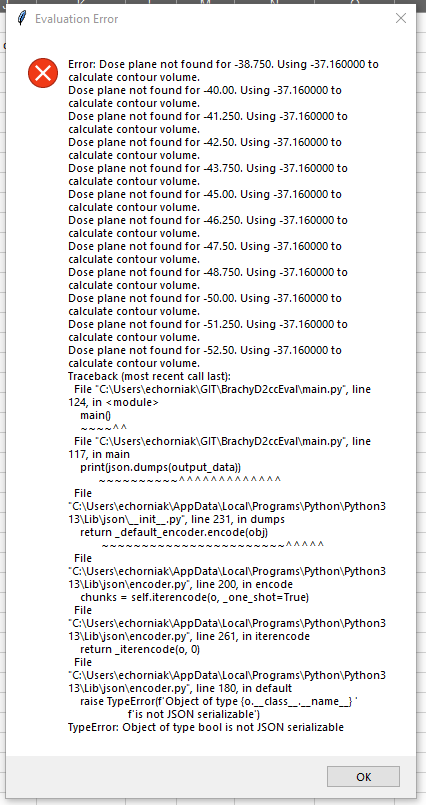 Evaluation Error
Error: Dose plane not found for -38.750. Using -37.160000 to
calculate contour volume.
Dose plane not found for -40.00. Using -37.160000 to
calculate contour volume.
Dose plane not found for -41.250. Using -37.160000 to
calculate contour volume.
Dose plane not found for -42.50. Using -37.160000 to
calculate contour volume.
Dose plane not found for -43.750. Using -37.160000 to
calculate contour volume.
Dose plane not found for -45.00. Using -37.160000 to
calculate contour volume.
Dose plane not found for -46.250. Using -37.160000 to
calculate contour volume.
Dose plane not found for -47.50. Using -37.160000 to
calculate contour volume.
Dose plane not found for -48.750. Using -37.160000 to
calculate contour volume.
Dose plane not found for -50.00. Using -37.160000 to
calculate contour volume.
Dose plane not found for -51.250. Using -37.160000 to
calculate contour volume.
Dose plane not found for -52.50. Using -37.160000 to
calculate contour volume.
Traceback (most recent call last):
File "C:\Users\echorniak\GIT\BrachyD2ccEval\main.py", line
124, in <module>
main()
~~~~^^
File "C:\Users\echorniak\GIT\BrachyD2ccEval\main.py", line
117, in main
print(json.dumps(output_data))
~~~~~~~~~~^^^^^^^^^^^^^
File
"C:\Users\echorniak\AppData\Local\Programs\Python\Python3
13\Lib\json\__init__.py", line 231, in dumps
return _default_encoder.encode(obj)
~~~~~~~~~~~~~~~~~~~~~~~^^^^^
File
"C:\Users\echorniak\AppData\Local\Programs\Python\Python3
13\Lib\json\encoder.py", line 200, in encode
chunks = self.iterencode(o, _one_shot=True)
File
"C:\Users\echorniak\AppData\Local\Programs\Python\Python3
13\Lib\json\encoder.py", line 261, in iterencode
return _iterencode(o, 0)
File
"C:\Users\echorniak\AppData\Local\Programs\Python\Python3
13\Lib\json\encoder.py", line 180, in default
raise TypeError(f'Object of type {o.__class__.__name__} '
f'is not JSON serializable')
TypeError: Object of type bool is not JSON serializable
OK